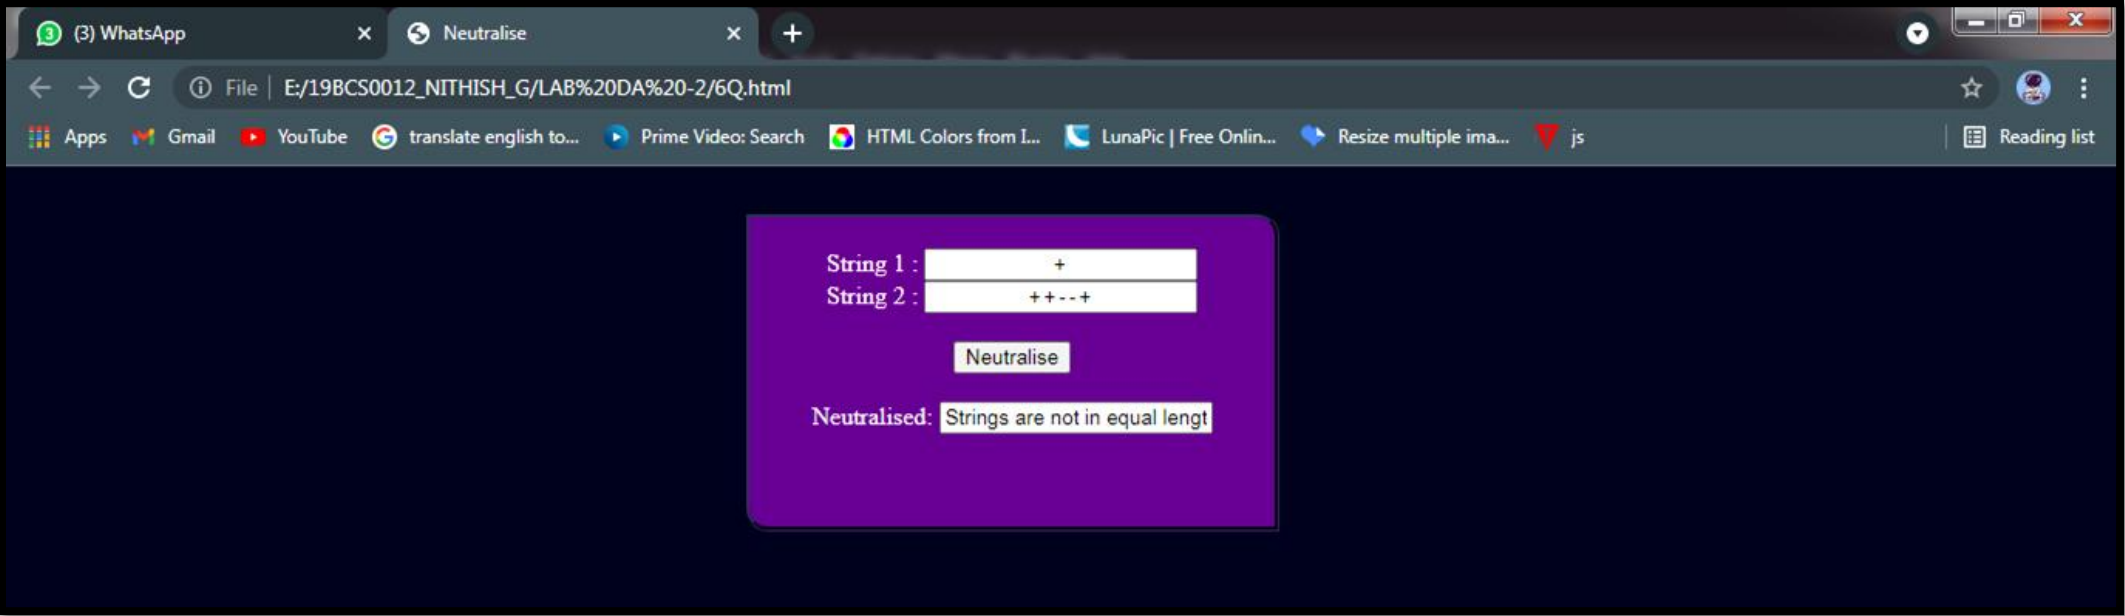 3 (3) WhatsApp Neutralise
File E:/19BCS0012_NITHISH_G/LAB%20DA%20-2/6Q.html
Apps Gmail YouTube translate english to... Prime Video: Search HTML Colors from I... LunaPic | Free Onlin... Resize multiple ima... js Reading list
String 1 : +
String 2 : ++--+
Neutralise
Neutralised: Strings are not in equal lengt